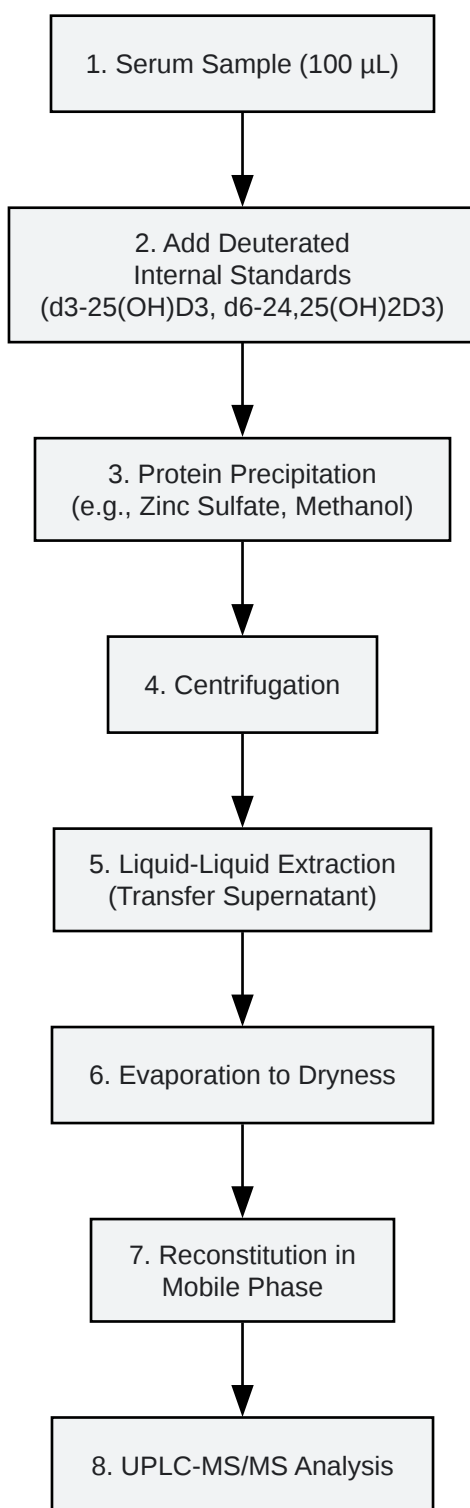 1. Serum Sample (100 µL)
2. Add Deuterated
Internal Standards
(d3-25(OH)D3, d6-24,25(OH)2D3)
3. Protein Precipitation
(e.g., Zinc Sulfate, Methanol)
4. Centrifugation
5. Liquid-Liquid Extraction
(Transfer Supernatant)
6. Evaporation to Dryness
7. Reconstitution in
Mobile Phase
8. UPLC-MS/MS Analysis